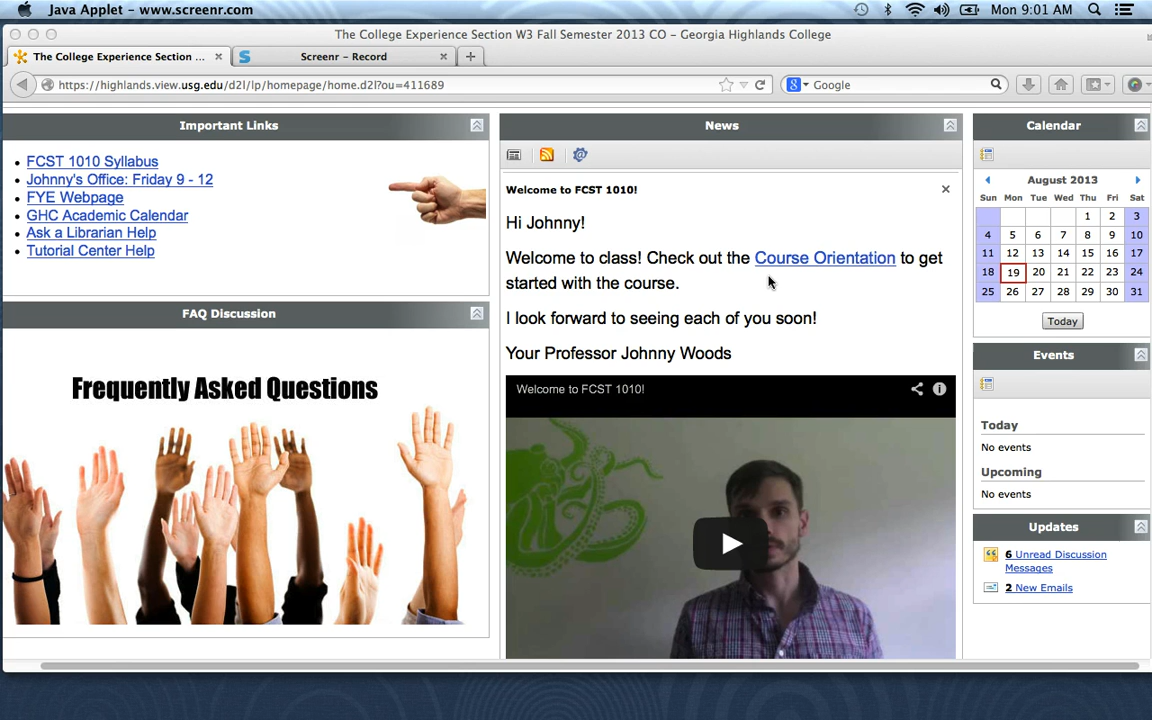 Java Applet – www.screenr.com
Mon 9:01 AM
The College Experience Section W3 Fall Semester 2013 CO – Georgia Highlands College
The College Experience Section ...
Screenr – Record
https://highlands.view.usg.edu/d2l/lp/homepage/home.d2l?ou=411689
Google
Important Links
FCST 1010 Syllabus
Johnny's Office: Friday 9 - 12
FYE Webpage
GHC Academic Calendar
Ask a Librarian Help
Tutorial Center Help
FAQ Discussion
Frequently Asked Questions
News
Welcome to FCST 1010!
Hi Johnny!
Welcome to class! Check out the Course Orientation to get
started with the course.
I look forward to seeing each of you soon!
Your Professor Johnny Woods
Welcome to FCST 1010!
Calendar
August 2013
Sun Mon Tue Wed Thu Fri Sat
1 2 3
4 5 6 7 8 9 10
11 12 13 14 15 16 17
18 19 20 21 22 23 24
25 26 27 28 29 30 31
Today
Events
Today
No events
Upcoming
No events
Updates
6 Unread Discussion
Messages
2 New Emails